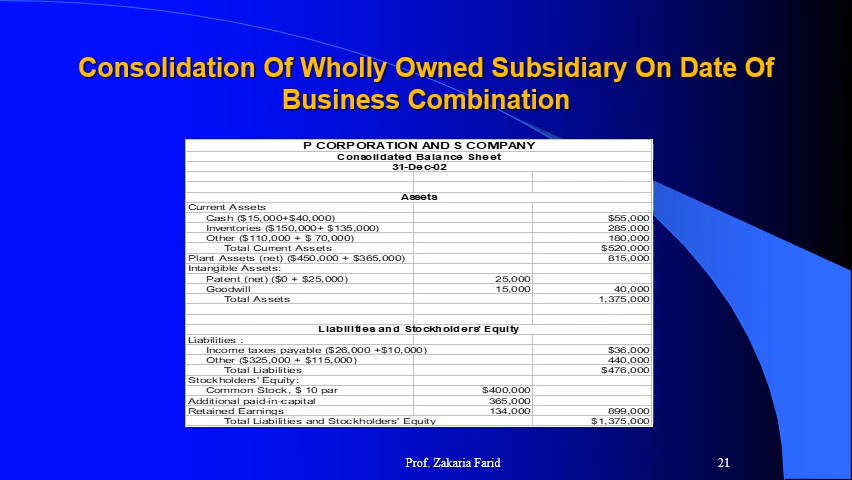 Consolidation Of Wholly Owned Subsidiary On Date Of
Business Combination
P CORPORATION AND S COMPANY
Consolidated Balance Sheet
31-Dec-02
Assets
Current Assets
Cash ($15,000+$40,000) $55,000
Inventories ($150,000+ $135,000) 285,000
Other ($110,000 + $ 70,000) 180,000
Total Current Assets $520,000
Plant Assets (net) ($450,000 + $365,000) 815,000
Intangible Assets:
Patent (net) ($0 + $25,000) 25,000
Goodwill 15,000 40,000
Total Assets 1,375,000
Liabilities and Stockholders' Equity
Liabilities :
Income taxes payable ($26,000 +$10,000) $36,000
Other ($325,000 + $115,000) 440,000
Total Liabilities $476,000
Stockholders' Equity:
Common Stock, $ 10 par $400,000
Additional paid-in-capital 365,000
Retained Earnings 134,000 899,000
Total Liabilities and Stockholders' Equity $1,375,000
Prof. Zakaria Farid 21